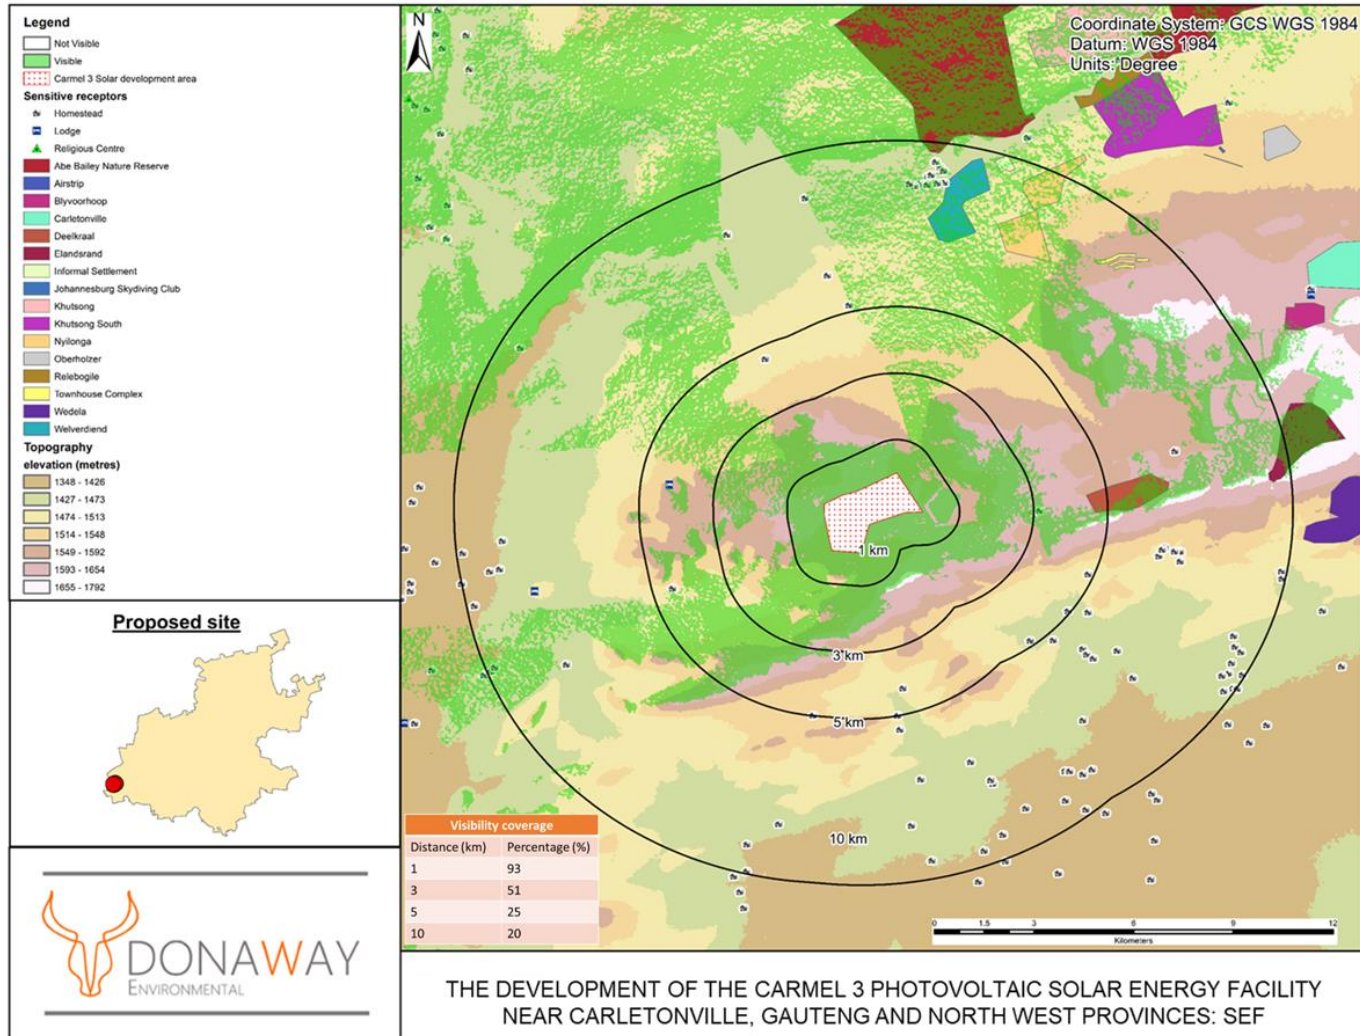 Legend
Not Visible
Visible
Carmel 3 Solar development area
Sensitive receptors
Homestead
Lodge
Religious Centre
Abe Bailey Nature Reserve
Airstrip
Blyvoorhoop
Carletonville
Deelkraal
Elandsrand
Informal Settlement
Johannesburg Skydiving Club
Khutsong
Khutsong South
Nyilonga
Oberholzer
Relebogile
Townhouse Complex
Wedela
Welverdiend
Topography
elevation (metres)
1348 - 1426
1427 - 1473
1474 - 1513
1514 - 1548
1549 - 1592
1593 - 1654
1655 - 1792
Proposed site
DONAWAY
ENVIRONMENTAL
N
Coordinate System: GCS WGS 1984
Datum: WGS 1984
Units: Degree
1 km
3 km
5 km
10 km
Visibility coverage
Distance (km) Percentage (%)
1 93
3 51
5 25
10 20
0 1.5 3 6 9 12
Kilometers
THE DEVELOPMENT OF THE CARMEL 3 PHOTOVOLTAIC SOLAR ENERGY FACILITY
NEAR CARLETONVILLE, GAUTENG AND NORTH WEST PROVINCES: SEF